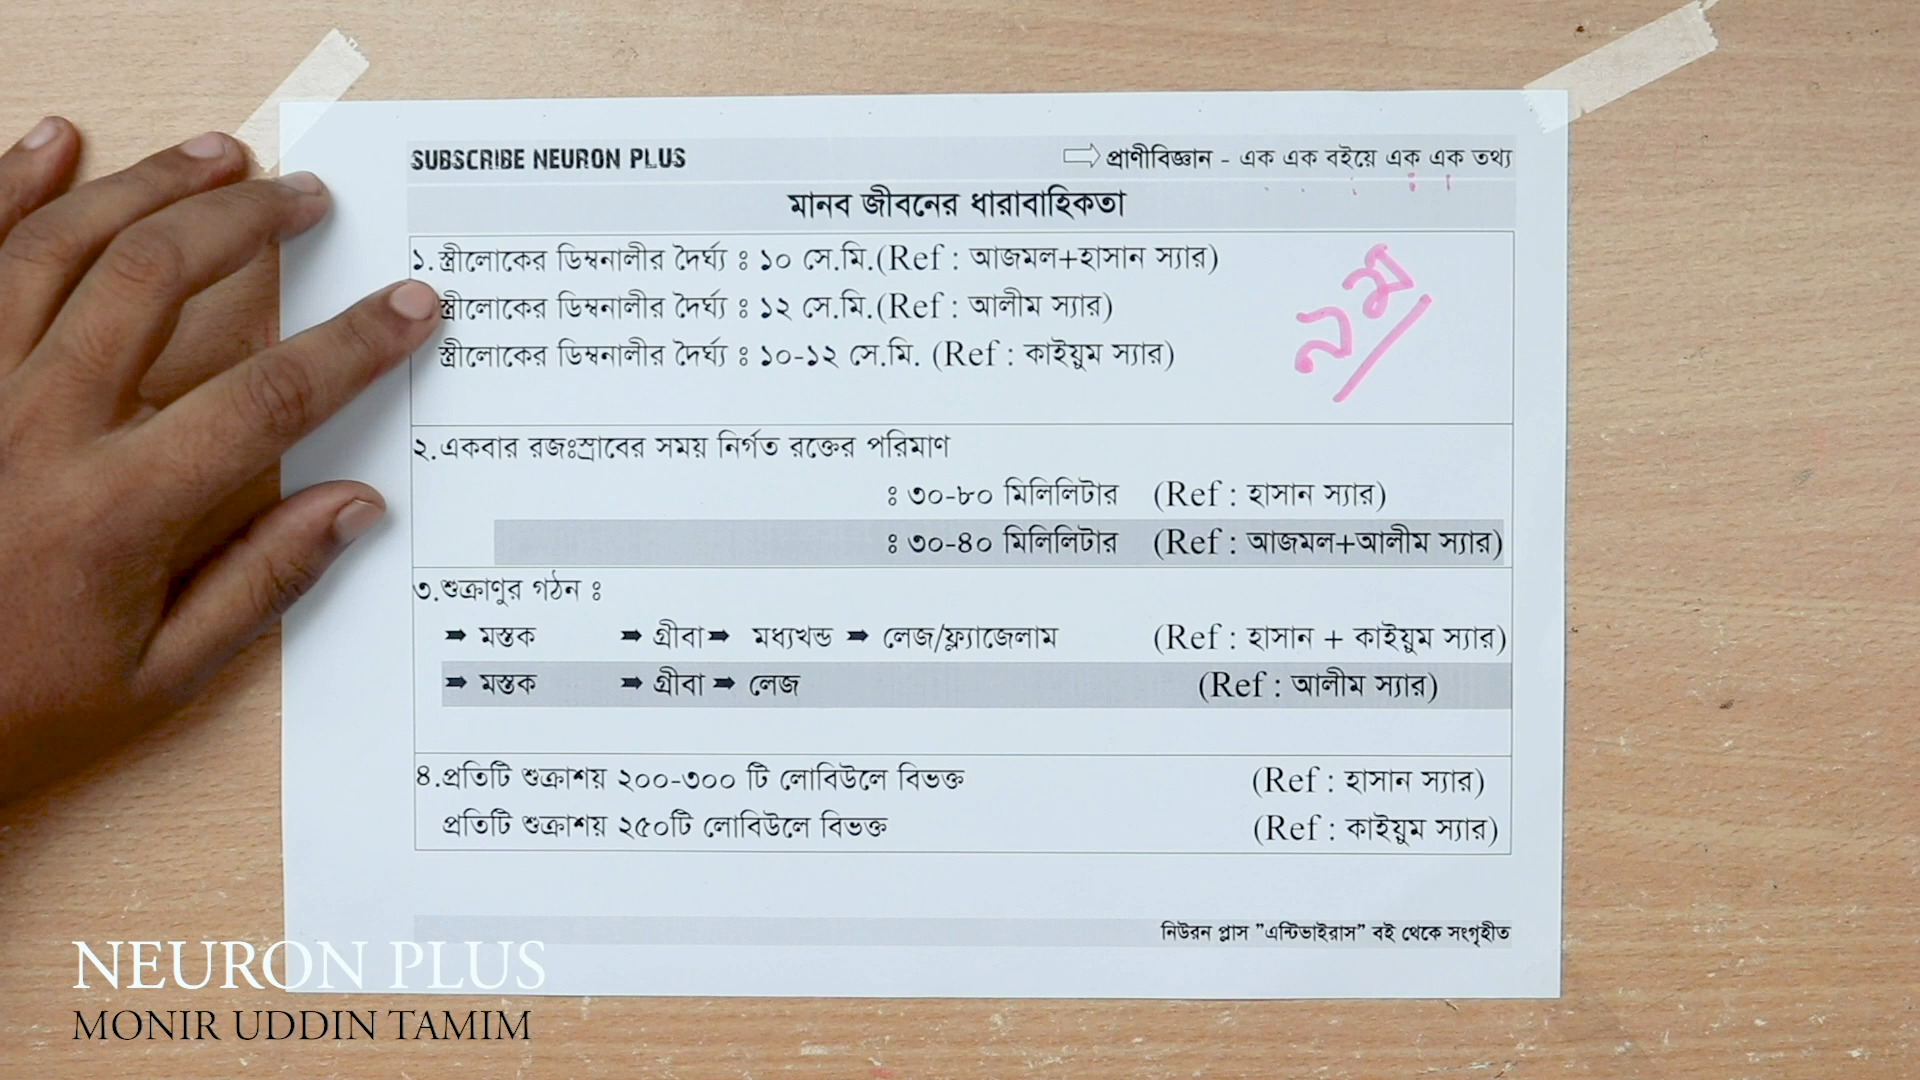 SUBSCRIBE NEURON PLUS
প্রাণীবিজ্ঞান - এক এক বইয়ে এক এক তথ্য
মানব জীবনের ধারাবাহিকতা
১. স্ত্রীলোকের ডিম্বনালীর দৈর্ঘ্য ঃ ১০ সে.মি.(Ref : আজমল+হাসান স্যার)
স্ত্রীলোকের ডিম্বনালীর দৈর্ঘ্য ঃ ১২ সে.মি.(Ref : আলীম স্যার)
স্ত্রীলোকের ডিম্বনালীর দৈর্ঘ্য ঃ ১০-১২ সে.মি. (Ref : কাইয়ুম স্যার)
৯ম
২.একবার রজঃস্রাবের সময় নির্গত রক্তের পরিমাণ
ঃ ৩০-৮০ মিলিলিটার (Ref : হাসান স্যার)
ঃ ৩০-৪০ মিলিলিটার (Ref : আজমল+আলীম স্যার)
৩.শুক্রাণুর গঠন ঃ
➡ মস্তক ➡ গ্রীবা➡ মধ্যখন্ড ➡ লেজ/ফ্ল্যাজেলাম (Ref : হাসান + কাইয়ুম স্যার)
➡ মস্তক ➡ গ্রীবা ➡ লেজ (Ref : আলীম স্যার)
৪.প্রতিটি শুক্রাশয় ২০০-৩০০ টি লোবিউলে বিভক্ত (Ref : হাসান স্যার)
প্রতিটি শুক্রাশয় ২৫০টি লোবিউলে বিভক্ত (Ref : কাইয়ুম স্যার)
নিউরন প্লাস "এন্টিভাইরাস" বই থেকে সংগৃহীত
NEURON PLUS
MONIR UDDIN TAMIM